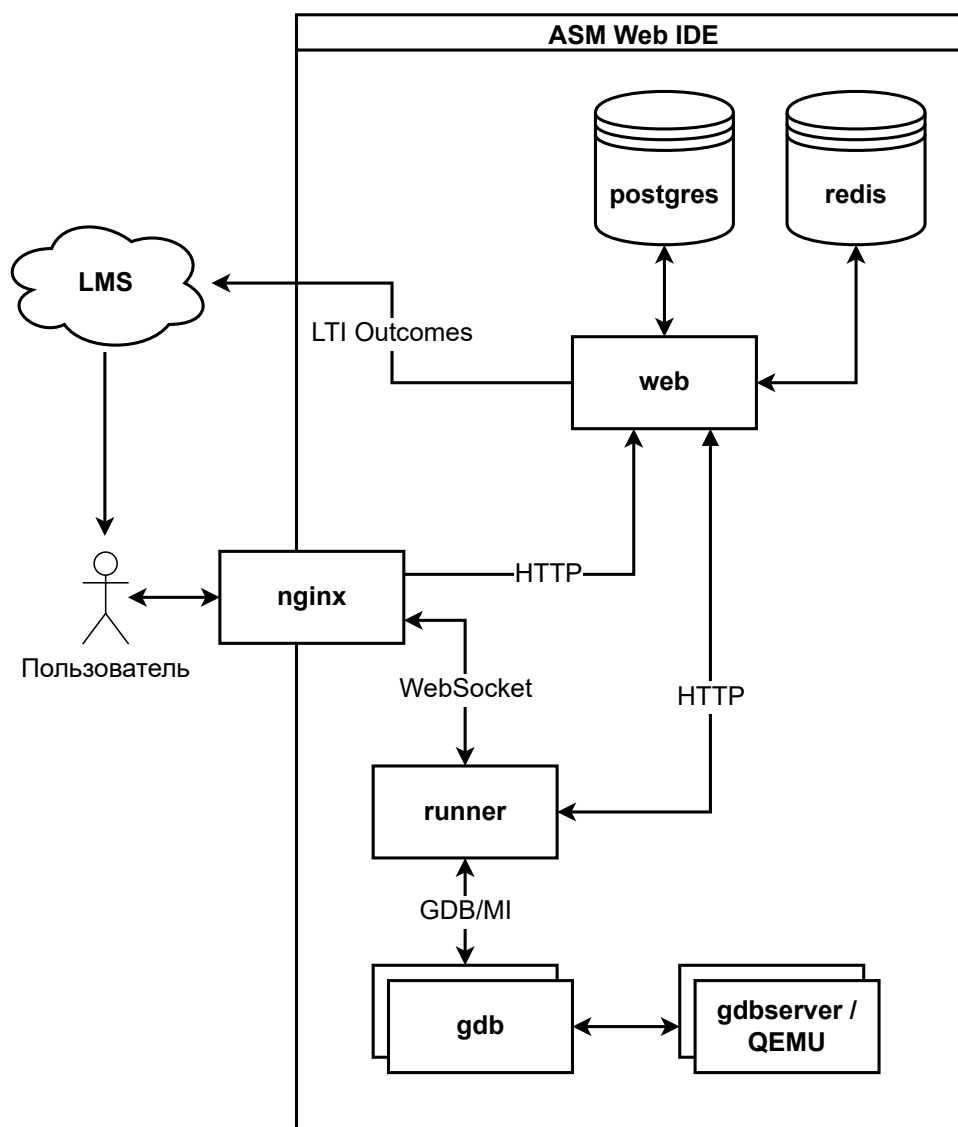 ASM Web IDE
postgres
redis
LMS
LTI Outcomes
web
HTTP
nginx
Пользователь
WebSocket
HTTP
runner
GDB/MI
gdb
gdbserver /
QEMU